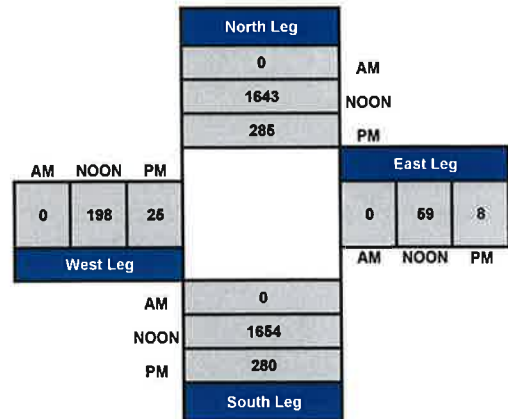 North Leg
0 AM
1643 NOON
285 PM
East Leg
AM NOON PM
0 198 25
0 59 8
West Leg
AM NOON PM
AM 0
NOON 1654
PM 280
South Leg